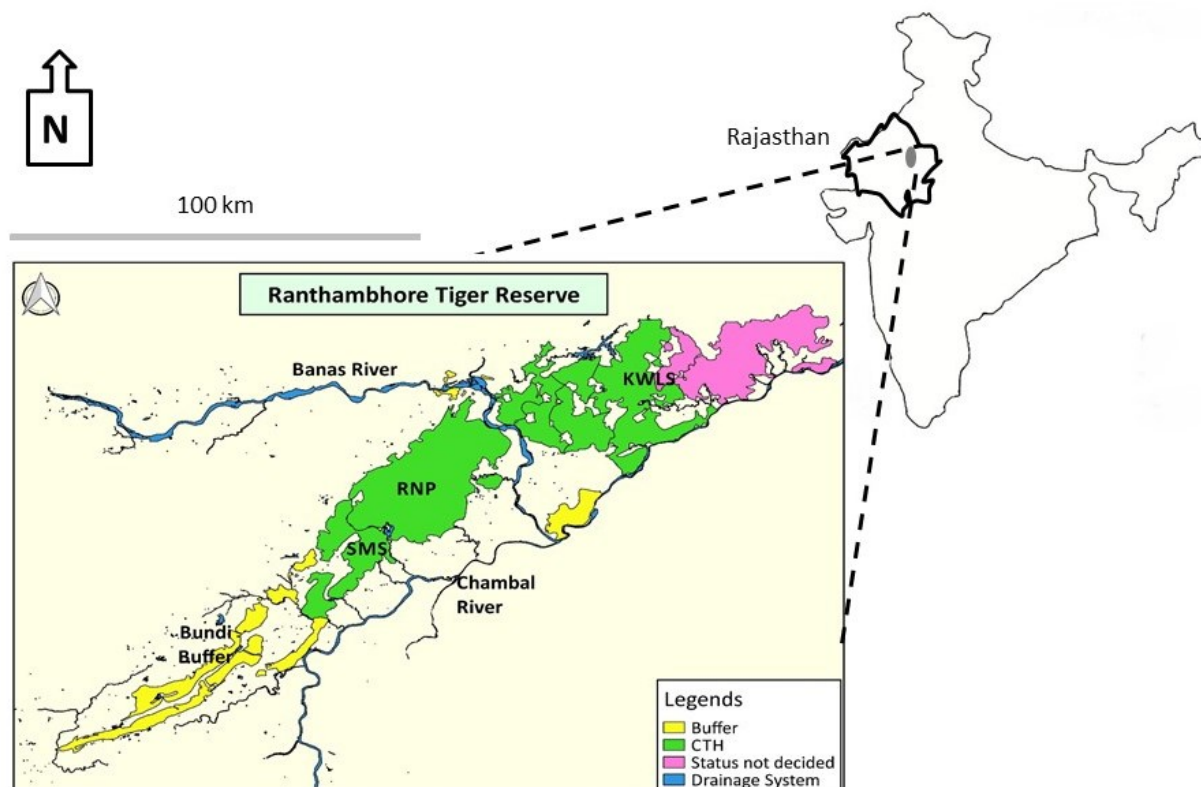 N
Rajasthan
100 km
Ranthambhore Tiger Reserve
Banas River
KWLS
RNP
SMS
Chambal
River
Bundi
Buffer
Legends
Buffer
CTH
Status not decided
Drainage System